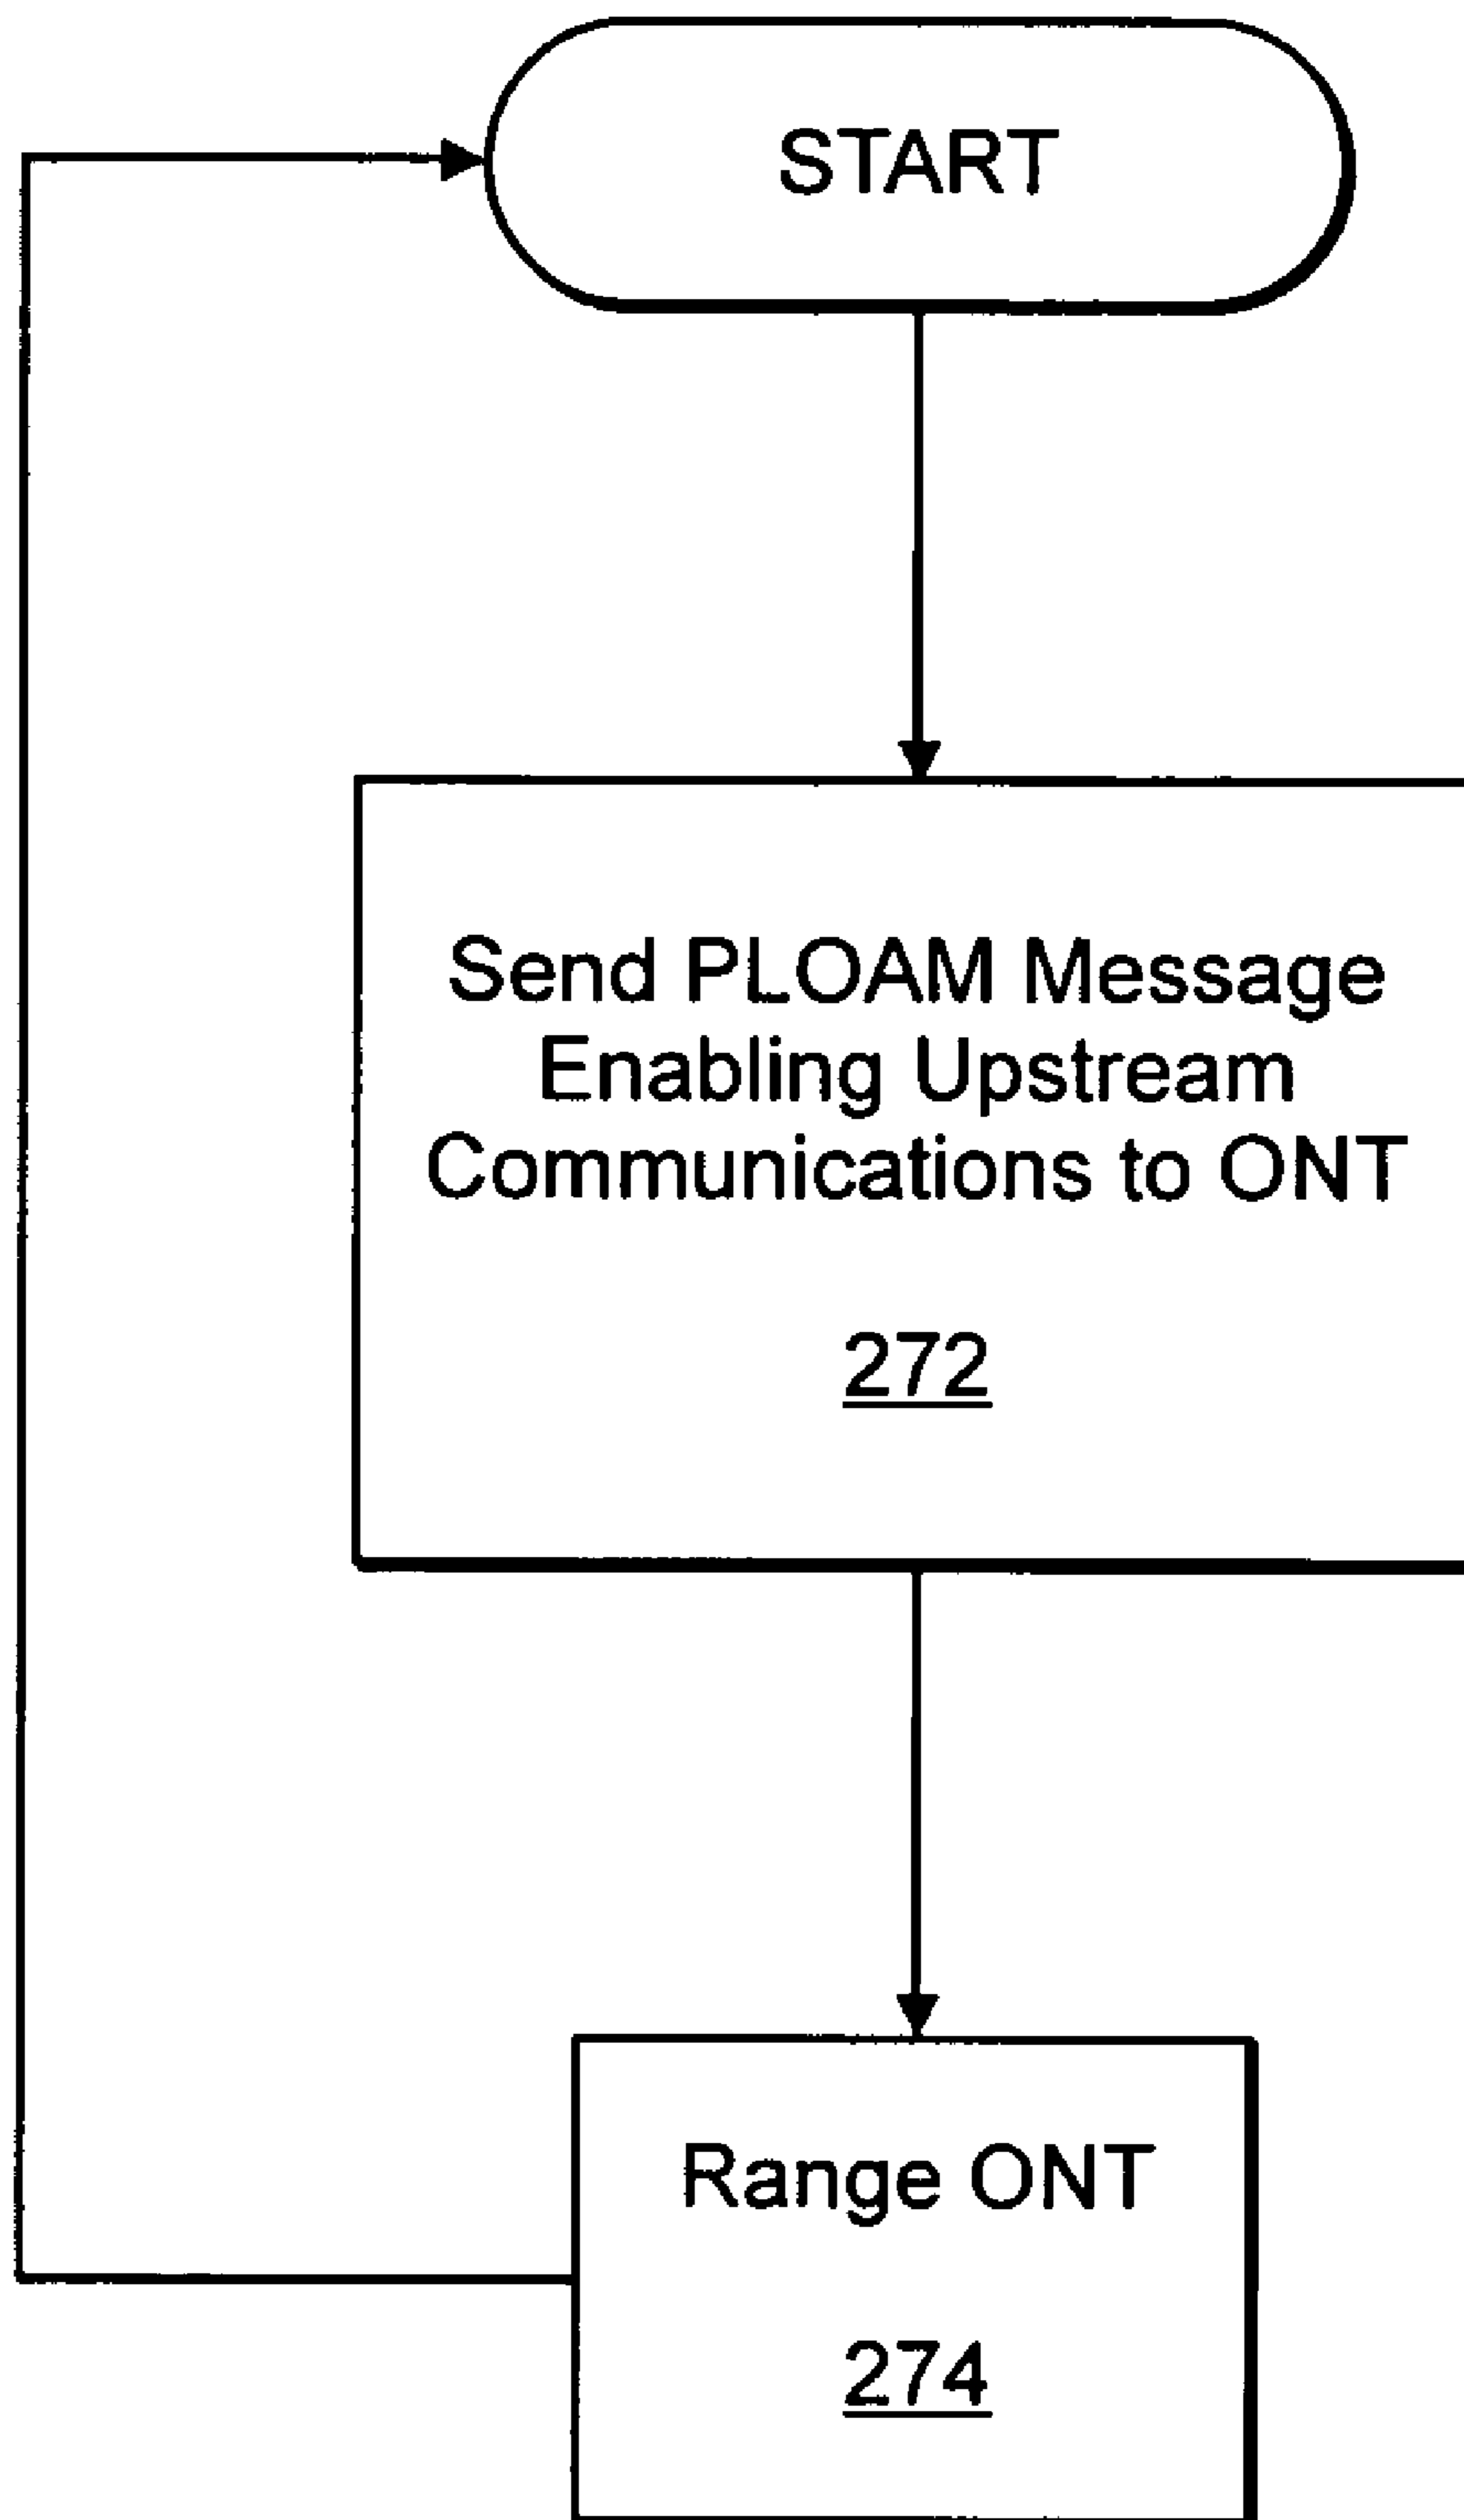 START
Send PLOAM Message
Enabling Upstream
Communications to ONT
272
Range ONT
274